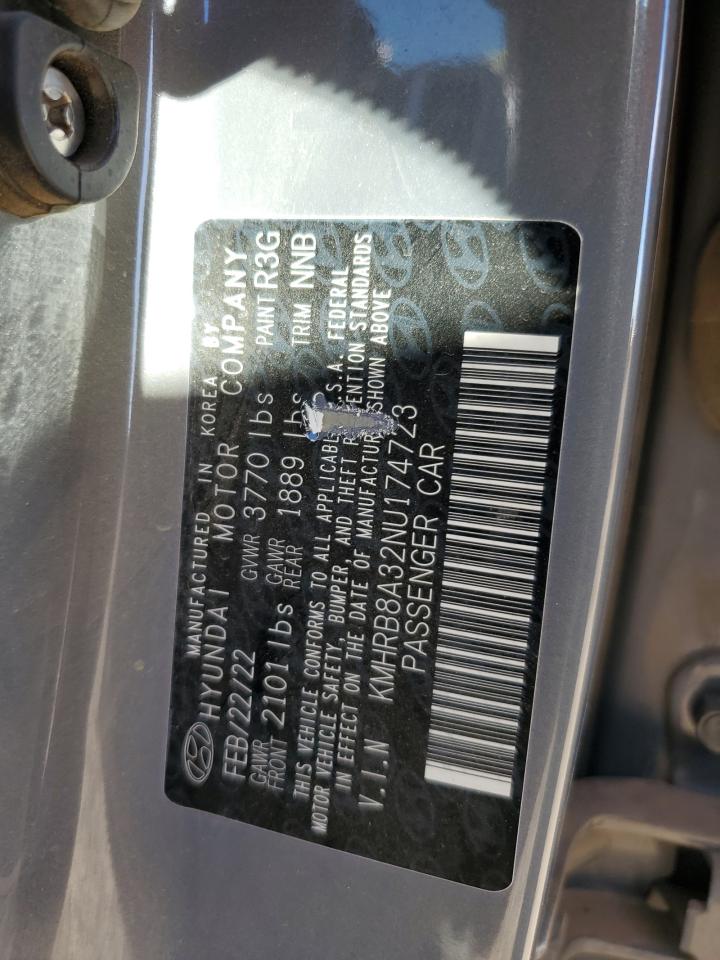 MANUFACTURED IN KOREA BY
HYUNDAI MOTOR COMPANY
FEB/22/22 GVWR 3770 lbs PAINT R3G
GAWR FRONT 2101 lbs GAWR REAR 1889 lbs TRIM NNB
THIS VEHICLE CONFORMS TO ALL APPLICABLE U.S.A. FEDERAL
MOTOR VEHICLE SAFETY, BUMPER, AND THEFT PREVENTION STANDARDS
IN EFFECT ON THE DATE OF MANUFACTURE SHOWN ABOVE
V.I.N KMHRB8A32NU174723
PASSENGER CAR